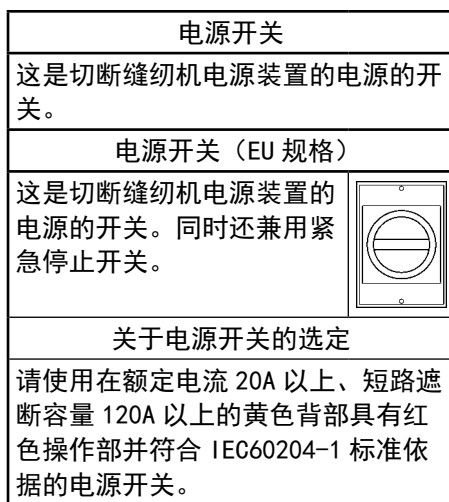 电源开关
这是切断缝纫机电源装置的电源的开
关。
电源开关（EU 规格）
这是切断缝纫机电源装置的
电源的开关。同时还兼用紧
急停止开关。
关于电源开关的选定
请使用在额定电流 20A 以上、短路遮
断容量 120A 以上的黄色背部具有红
色操作部并符合 IEC60204-1 标准依
据的电源开关。